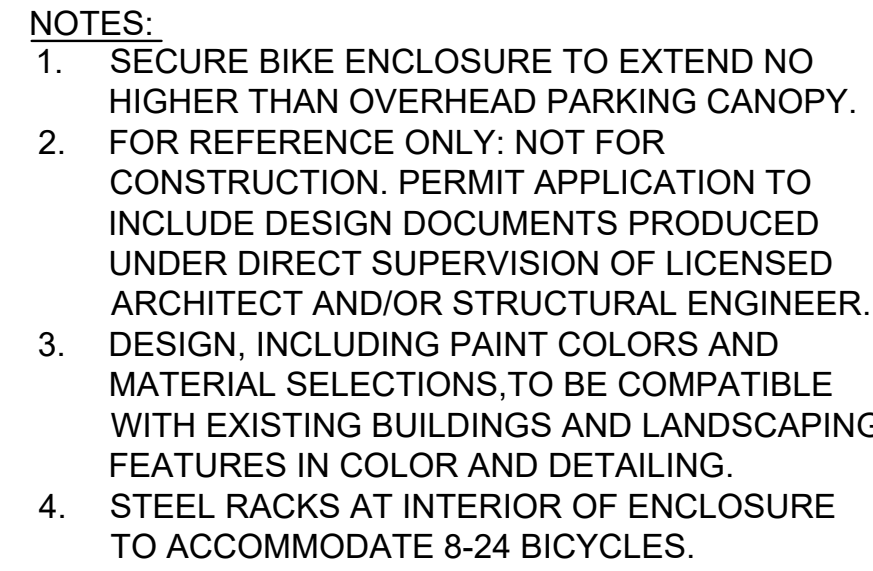 NOTES:
1. SECURE BIKE ENCLOSURE TO EXTEND NO
HIGHER THAN OVERHEAD PARKING CANOPY.
2. FOR REFERENCE ONLY: NOT FOR
CONSTRUCTION. PERMIT APPLICATION TO
INCLUDE DESIGN DOCUMENTS PRODUCED
UNDER DIRECT SUPERVISION OF LICENSED
ARCHITECT AND/OR STRUCTURAL ENGINEER.
3. DESIGN, INCLUDING PAINT COLORS AND
MATERIAL SELECTIONS,TO BE COMPATIBLE
WITH EXISTING BUILDINGS AND LANDSCAPING
FEATURES IN COLOR AND DETAILING.
4. STEEL RACKS AT INTERIOR OF ENCLOSURE
TO ACCOMMODATE 8-24 BICYCLES.